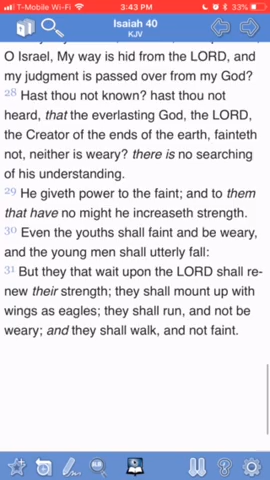 T-Mobile Wi-Fi 3:43 PM 33%
Isaiah 40
KJV
O Israel, My way is hid from the LORD, and
my judgment is passed over from my God?
28 Hast thou not known? hast thou not
heard, that the everlasting God, the LORD,
the Creator of the ends of the earth, fainteth
not, neither is weary? there is no searching
of his understanding.
29 He giveth power to the faint; and to them
that have no might he increaseth strength.
30 Even the youths shall faint and be weary,
and the young men shall utterly fall:
31 But they that wait upon the LORD shall re-
new their strength; they shall mount up with
wings as eagles; they shall run, and not be
weary; and they shall walk, and not faint.